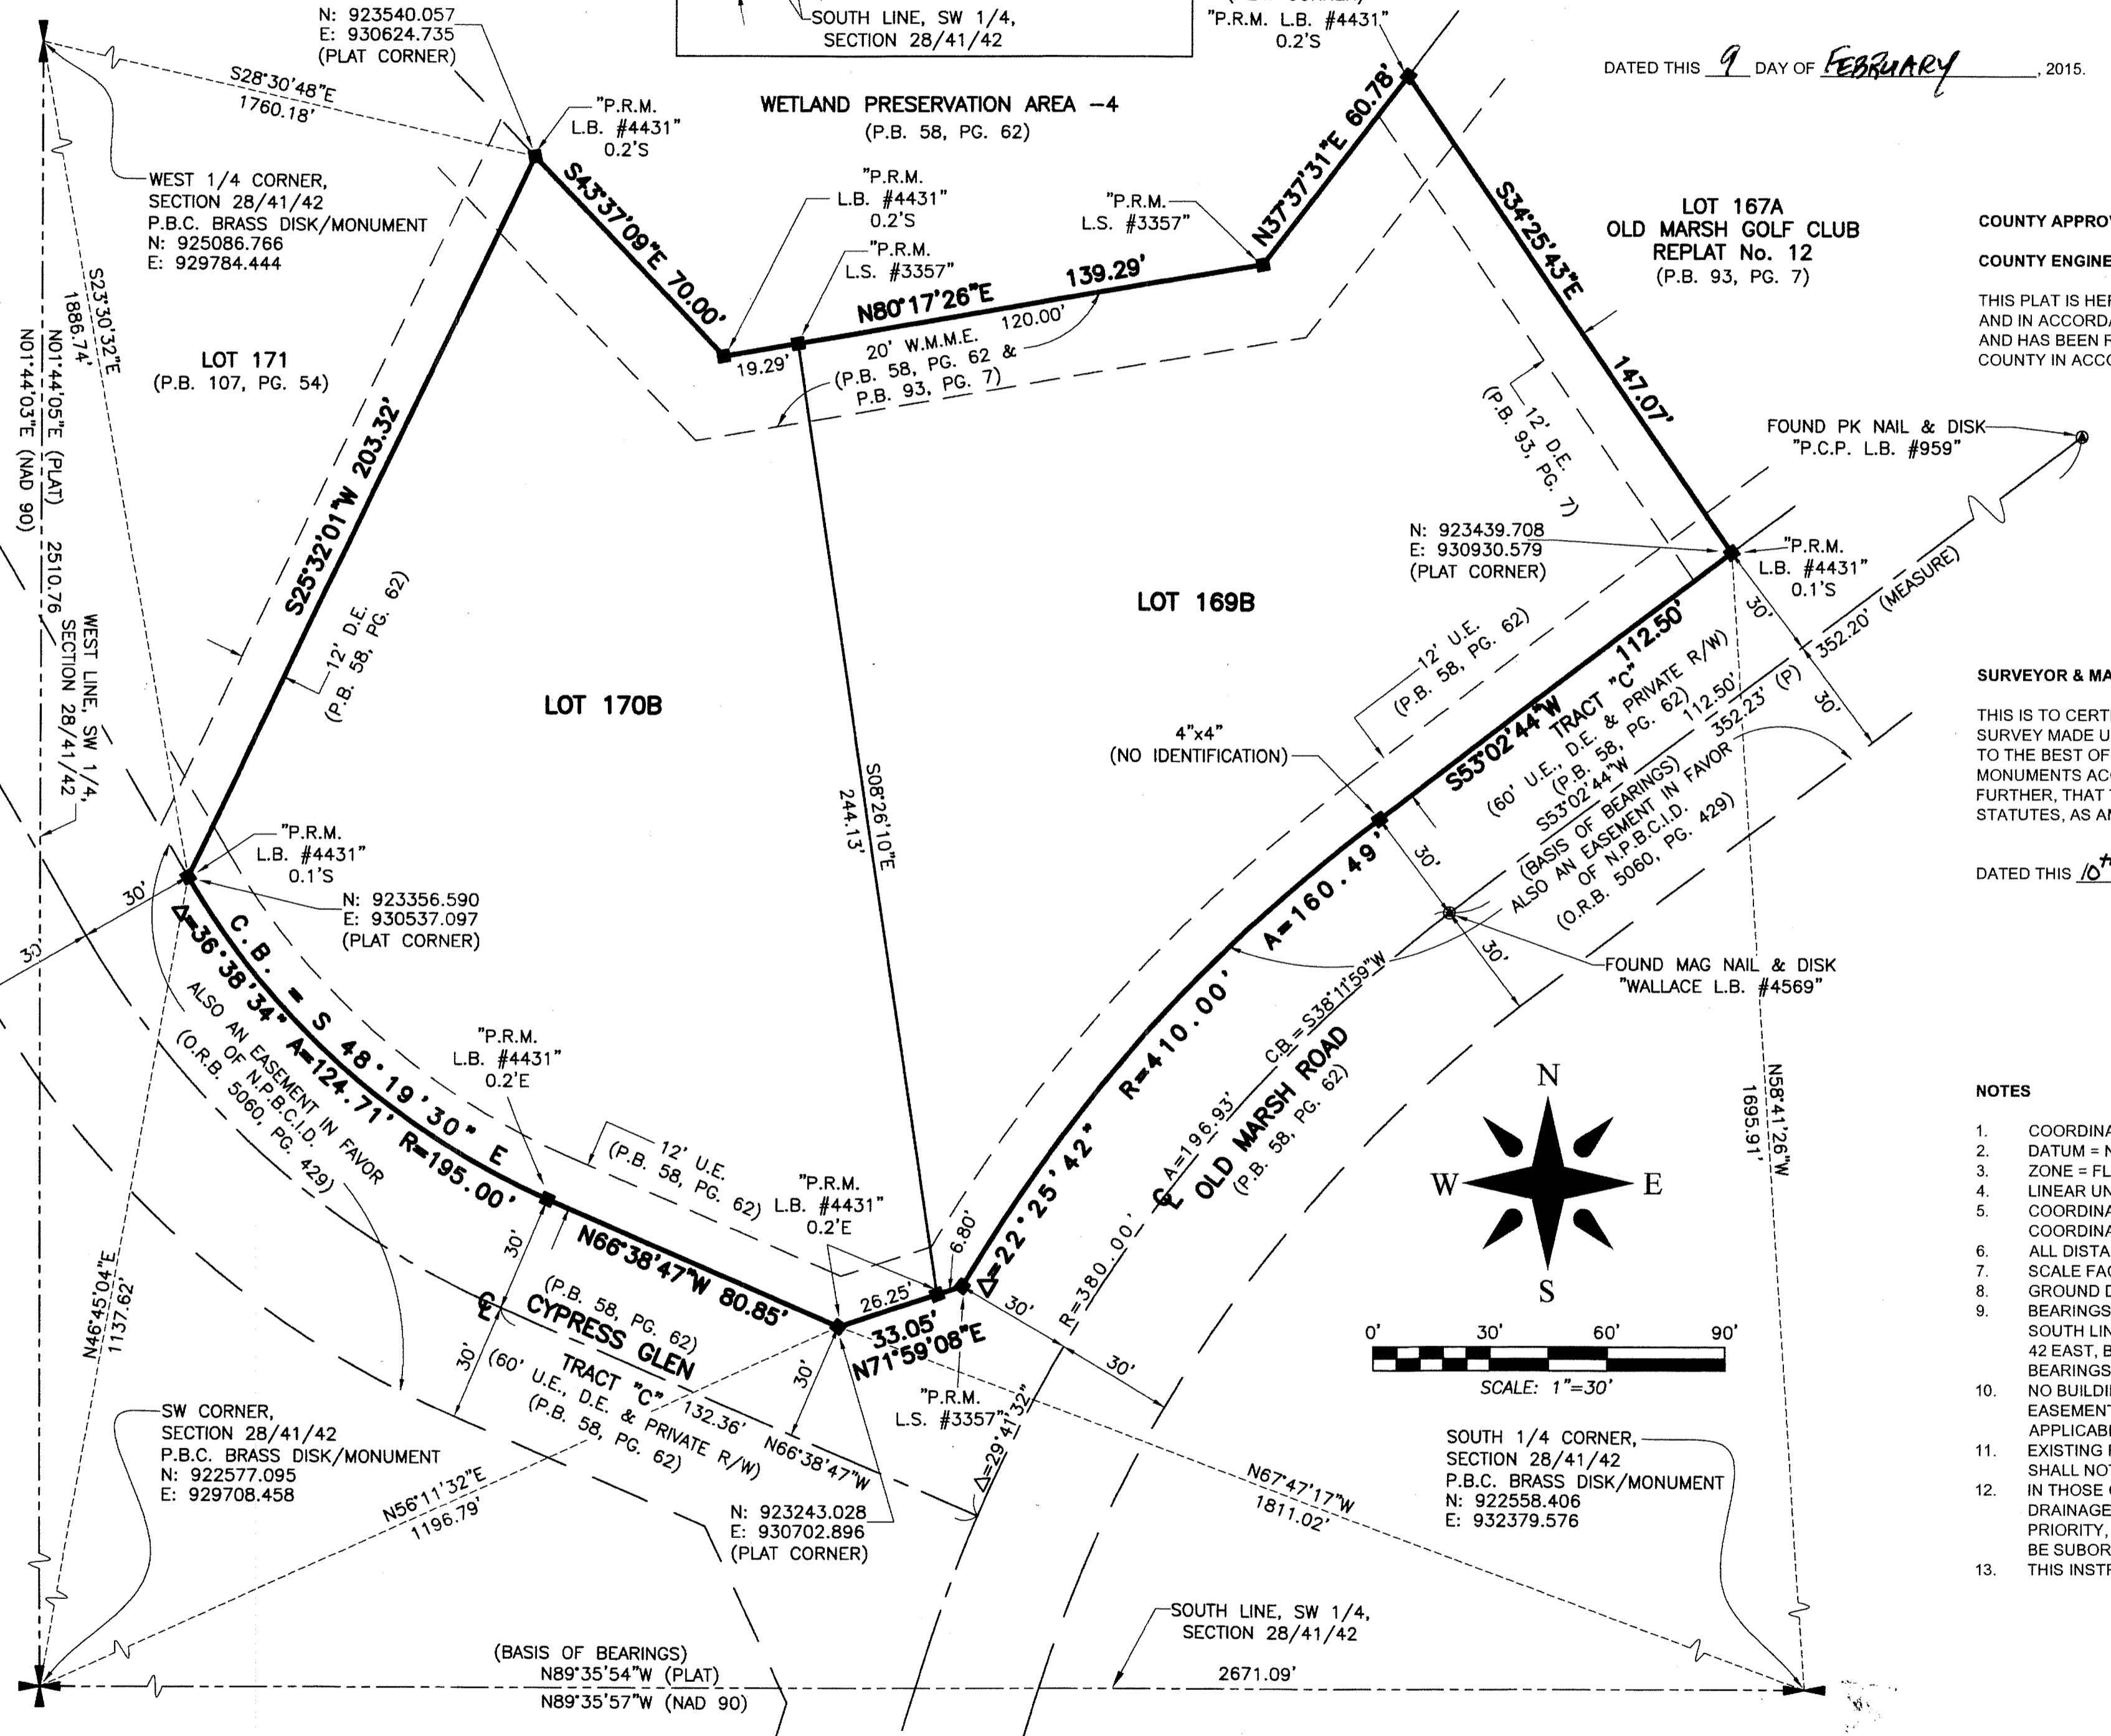 N: 923540.057
E: 930624.735
(PLAT CORNER)
SOUTH LINE, SW 1/4,
SECTION 28/41/42
"P.R.M. L.B. #4431"
0.2'S
DATED THIS 9 DAY OF FEBRUARY, 2015.
S28°30'48"E
1760.18'
"P.R.M.
L.B. #4431"
0.2'S
WETLAND PRESERVATION AREA -4
(P.B. 58, PG. 62)
N37°37'31"E 60.78'
WEST 1/4 CORNER,
SECTION 28/41/42
P.B.C. BRASS DISK/MONUMENT
N: 925086.766
E: 929784.444
S43°37'09"E 70.00'
"P.R.M.
L.B. #4431"
0.2'S
"P.R.M.
L.S. #3357"
"P.R.M.
L.S. #3357"
N80°17'26"E 139.29'
19.29'
120.00'
20' W.M.M.E.
(P.B. 58, PG. 62 &
P.B. 93, PG. 7)
S34°25'43"E
147.07'
LOT 167A
OLD MARSH GOLF CLUB
REPLAT No. 12
(P.B. 93, PG. 7)
COUNTY APPROV
COUNTY ENGINE
THIS PLAT IS HER
AND IN ACCORDA
AND HAS BEEN R
COUNTY IN ACCO
S23°30'32"E
1886.74'
LOT 171
(P.B. 107, PG. 54)
N01°44'05"E (PLAT) 2510.76
N01°44'03"E (NAD 90)
WEST LINE, SW 1/4,
SECTION 28/41/42
S25°32'01"W 203.32'
12' D.E.
(P.B. 58, PG. 62)
12' D.E.
(P.B. 93, PG. 7)
FOUND PK NAIL & DISK
"P.C.P. L.B. #959"
N: 923439.708
E: 930930.579
(PLAT CORNER)
"P.R.M.
L.B. #4431"
0.1'S
LOT 169B
LOT 170B
12' U.E.
(P.B. 58, PG. 62)
S53°02'44"W 112.50'
TRACT "C"
(60' U.E., D.E. & PRIVATE R/W)
(P.B. 58, PG. 62)
S53°02'44"W 112.50'
(BASIS OF BEARINGS) 352.23' (P)
352.20' (MEASURE)
30'
30'
ALSO AN EASEMENT IN FAVOR
OF N.P.B.C.I.D.
(O.R.B. 5060, PG. 429)
4"x4"
(NO IDENTIFICATION)
30'
30'
SURVEYOR & MA
THIS IS TO CERTI
SURVEY MADE U
TO THE BEST OF
MONUMENTS ACC
FURTHER, THAT T
STATUTES, AS AM
DATED THIS 10th
S08°26'10"E
244.13'
"P.R.M.
L.B. #4431"
0.1'S
N: 923356.590
E: 930537.097
(PLAT CORNER)
30'
30'
C.B. = S 48°19'30" E
Δ=36°38'34" A=124.71' R=195.00'
ALSO AN EASEMENT IN FAVOR
OF N.P.B.C.I.D.
(O.R.B. 5060, PG. 429)
FOUND MAG NAIL & DISK
"WALLACE L.B. #4569"
Δ=22°25'42" R=410.00' A=160.49'
R=380.00' A=196.93' C.B. = S38°11'59"W
Δ=29°41'32"
℄ OLD MARSH ROAD
(P.B. 58, PG. 62)
"P.R.M.
L.B. #4431"
0.2'E
12' U.E.
(P.B. 58, PG. 62)
"P.R.M.
L.B. #4431"
0.2'E
6.80'
26.25'
33.05'
N71°59'08"E
N66°38'47"W 80.85'
30'
30'
30'
(P.B. 58, PG. 62)
℄ CYPRESS GLEN
TRACT "C"
(60' U.E., D.E. & PRIVATE R/W)
(P.B. 58, PG. 62)
132.36' N66°38'47"W
"P.R.M.
L.S. #3357"
30'
30'
N
W E
S
0' 30' 60' 90'
SCALE: 1"=30'
N58°41'26"W
1695.91'
NOTES
1. COORDINA
2. DATUM = N
3. ZONE = FL
4. LINEAR UN
5. COORDINA
COORDINA
6. ALL DISTA
7. SCALE FAC
8. GROUND D
9. BEARINGS
SOUTH LIN
42 EAST, B
BEARINGS
10. NO BUILDI
EASEMENT
APPLICABL
11. EXISTING
SHALL NOT
12. IN THOSE
DRAINAGE
PRIORITY,
BE SUBOR
13. THIS INSTR
N46°45'04"E
1137.62'
SW CORNER,
SECTION 28/41/42
P.B.C. BRASS DISK/MONUMENT
N: 922577.095
E: 929708.458
N56°11'32"E
1196.79'
N: 923243.028
E: 930702.896
(PLAT CORNER)
N67°47'17"W
1811.02'
SOUTH 1/4 CORNER,
SECTION 28/41/42
P.B.C. BRASS DISK/MONUMENT
N: 922558.406
E: 932379.576
SOUTH LINE, SW 1/4,
SECTION 28/41/42
(BASIS OF BEARINGS)
N89°35'54"W (PLAT)
2671.09'
N89°35'57"W (NAD 90)